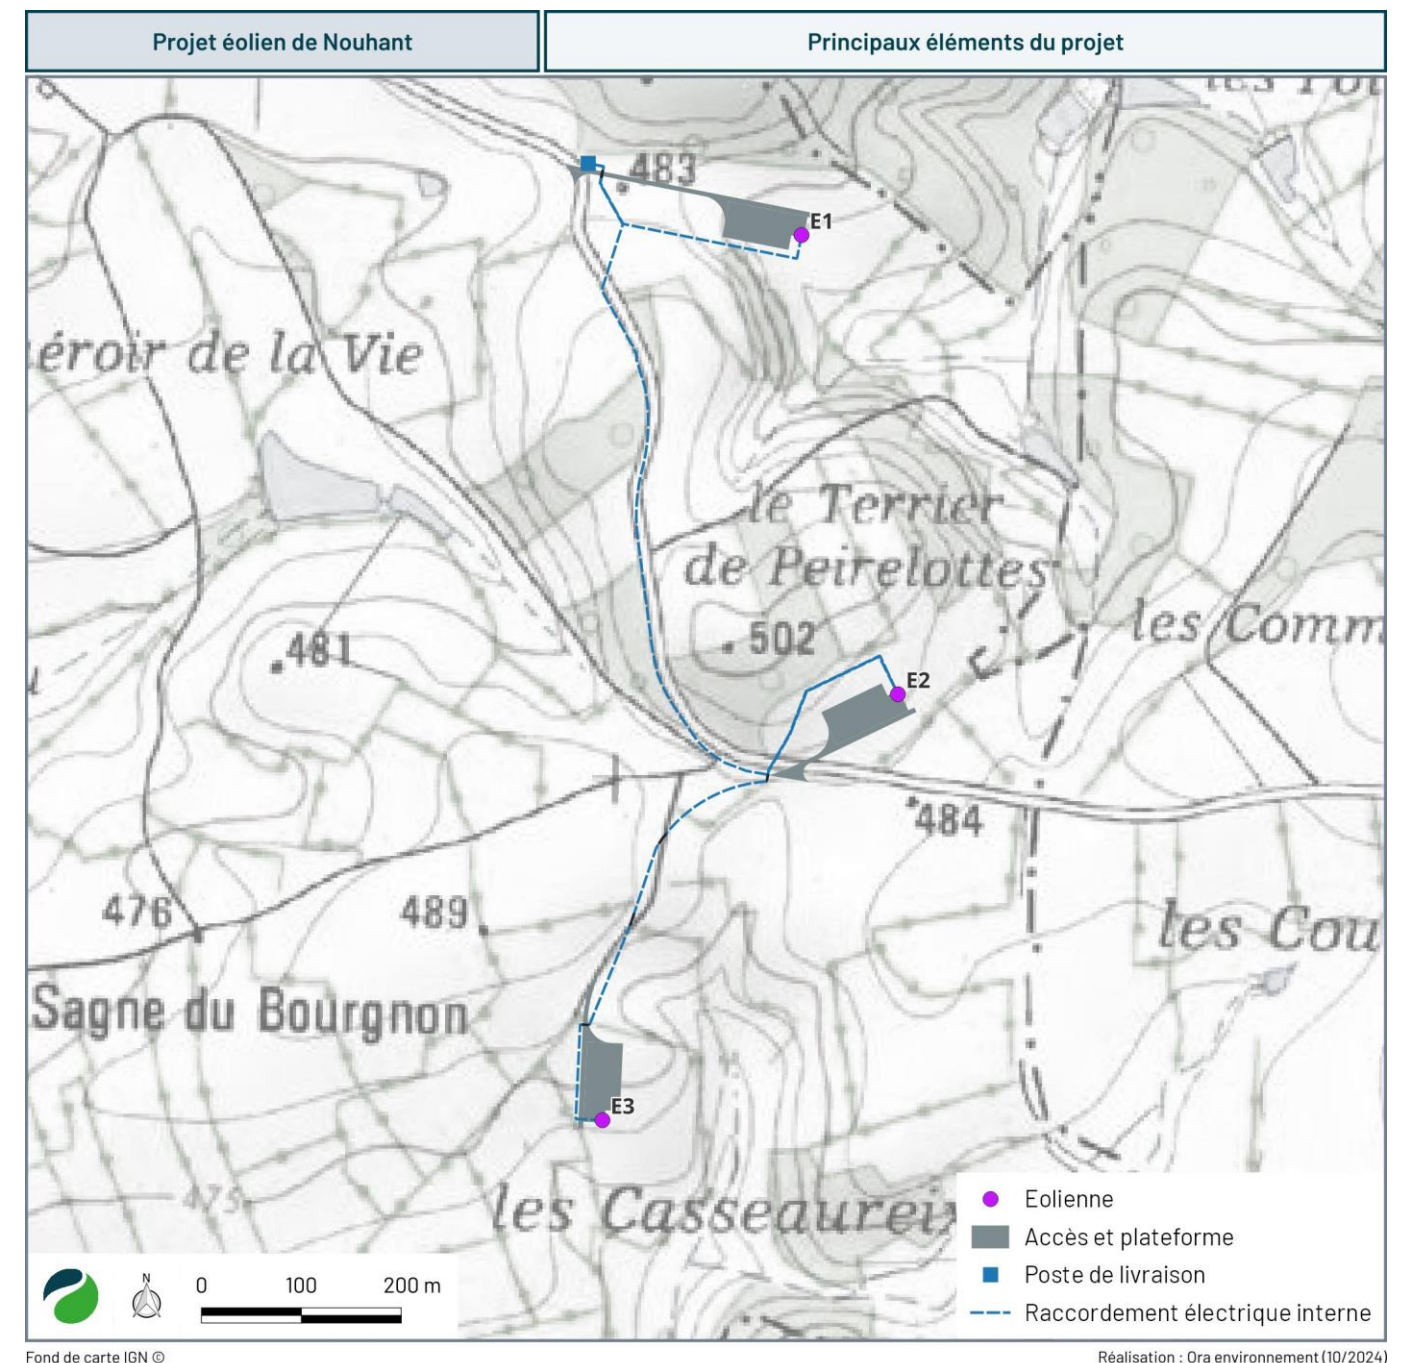 Projet éolien de Nouhant
Principaux éléments du projet
483
E1
éroir de la Vie
le Terrier
de Peirelottes
les Comm
481
502
E2
484
476
489
les Cou
Sagne du Bourgnon
E3
475
les Casseaureix
Eolienne
Accès et plateforme
Poste de livraison
Raccordement électrique interne
N
0 100 200 m
Fond de carte IGN ©
Réalisation : Ora environnement (10/2024)